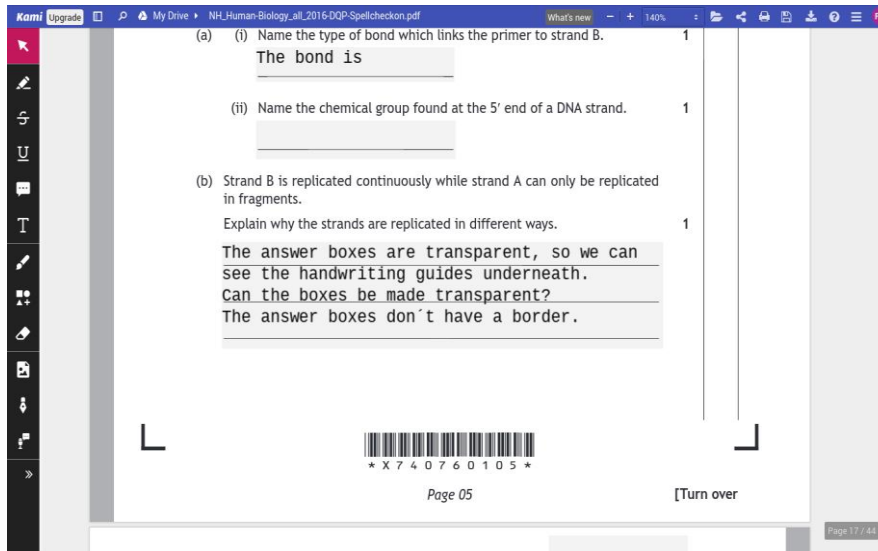 Kami Upgrade My Drive NH_Human-Biology_all_2016-DQP-Spellcheckon.pdf What's new − + 140%
(a) (i) Name the type of bond which links the primer to strand B. 1
The bond is
(ii) Name the chemical group found at the 5′ end of a DNA strand. 1
(b) Strand B is replicated continuously while strand A can only be replicated
in fragments.
Explain why the strands are replicated in different ways. 1
The answer boxes are transparent, so we can
see the handwriting guides underneath.
Can the boxes be made transparent?
The answer boxes don´t have a border.
* X 7 4 0 7 6 0 1 0 5 *
Page 05
[Turn over
Page 17 / 44